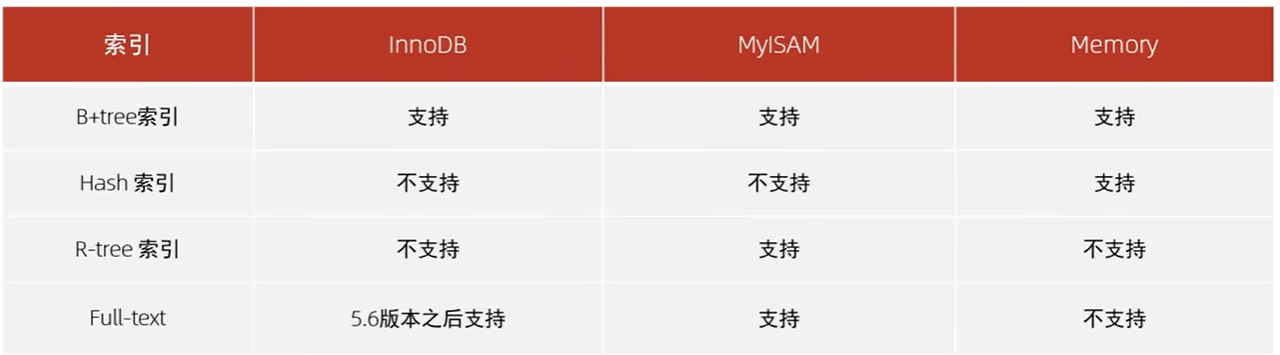 索引 InnoDB MyISAM Memory
B+tree索引 支持 支持 支持
Hash 索引 不支持 不支持 支持
R-tree 索引 不支持 支持 不支持
Full-text 5.6版本之后支持 支持 不支持